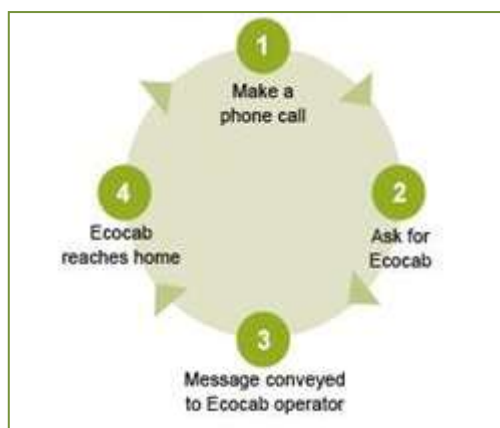 1
Make a
phone call
2
Ask for
Ecocab
3
Message conveyed
to Ecocab operator
4
Ecocab
reaches home